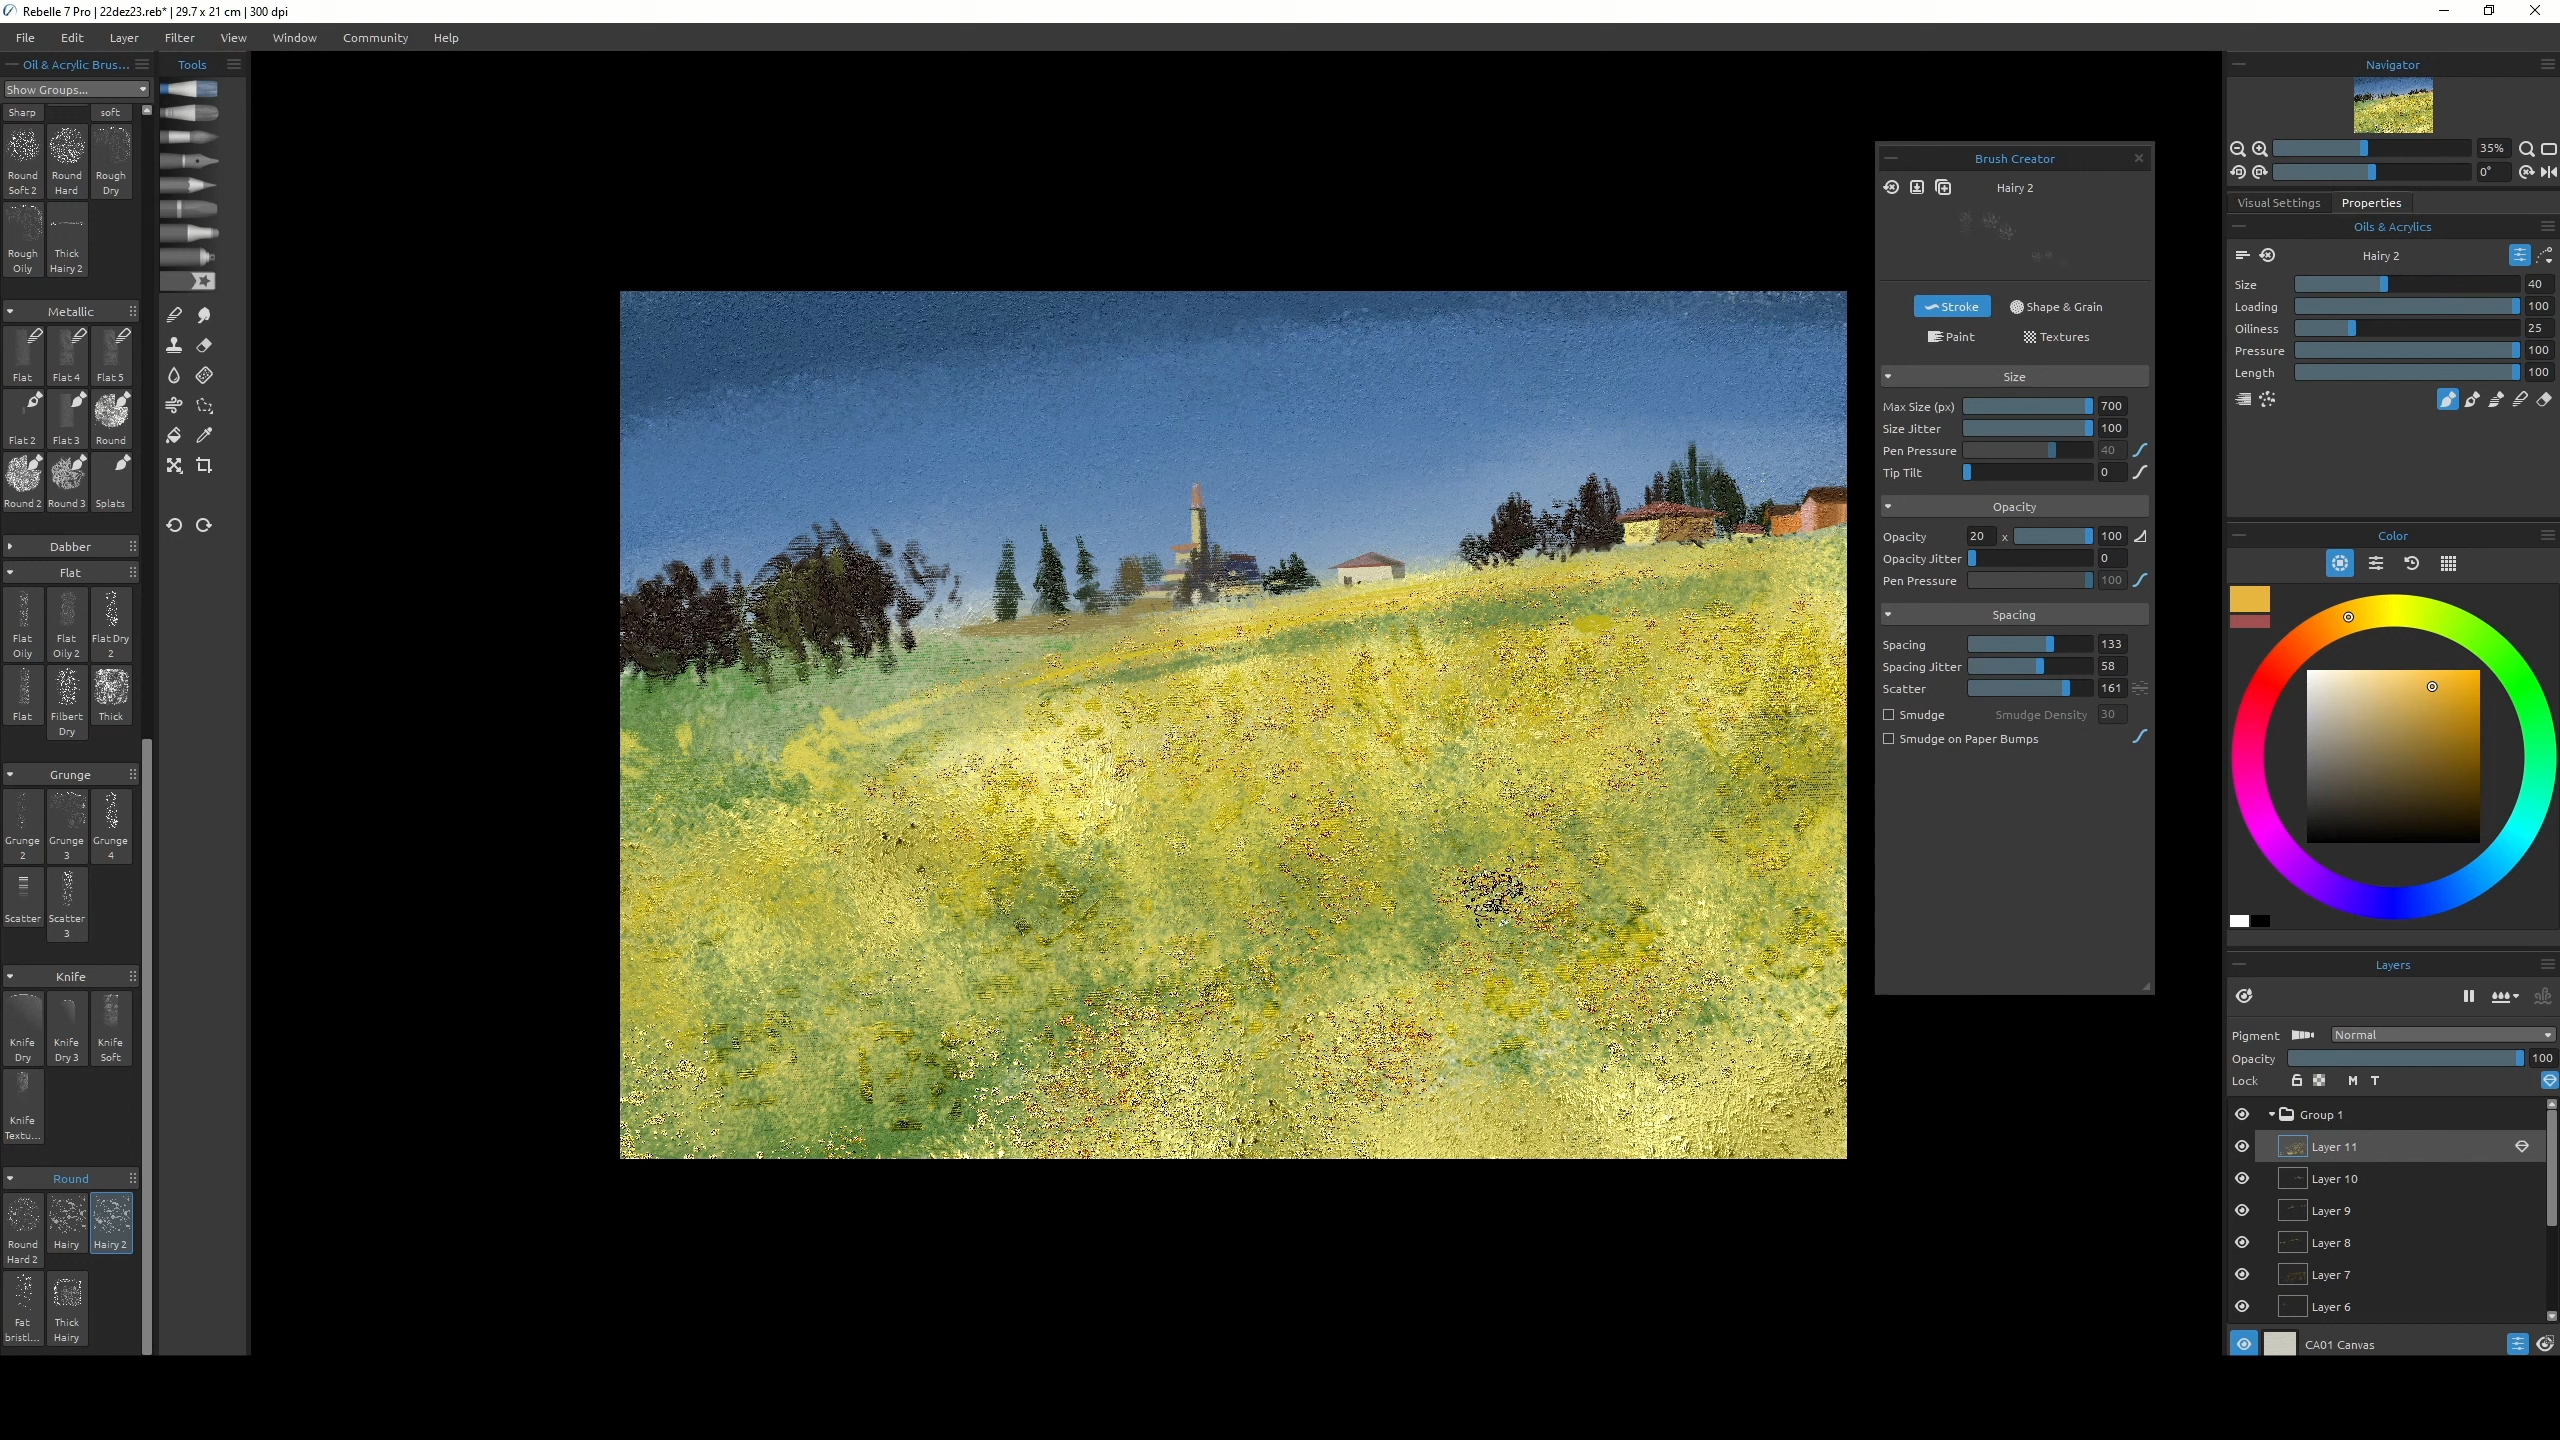 Rebelle 7 Pro | 22dez23.reb* | 29.7 x 21 cm | 300 dpi
File Edit Layer Filter View Window Community Help
Oil & Acrylic Brus...
Show Groups...
Sharp soft
Round Soft 2
Round Hard
Rough Dry
Rough Oily
Thick Hairy 2
Metallic
Flat Flat 4 Flat 5
Flat 2 Flat 3 Round
Round 2 Round 3 Splats
Dabber
Flat
Flat Oily
Flat Oily 2
Flat Dry 2
Flat
Filbert Dry
Thick
Grunge
Grunge 2
Grunge 3
Grunge 4
Scatter
Scatter 3
Knife
Knife Dry
Knife Dry 3
Knife Soft
Knife Textu...
Round
Round Hard 2
Hairy
Hairy 2
Fat bristl...
Thick Hairy
Tools
Brush Creator
Hairy 2
Stroke Shape & Grain
Paint Textures
Size
Max Size (px) 700
Size Jitter 100
Pen Pressure 40
Tip Tilt 0
Opacity
Opacity 20 x 100
Opacity Jitter 0
Pen Pressure 100
Spacing
Spacing 133
Spacing Jitter 58
Scatter 161
Smudge Smudge Density 30
Smudge on Paper Bumps
Navigator
35%
0°
Visual Settings Properties
Oils & Acrylics
Hairy 2
Size 40
Loading 100
Oiliness 25
Pressure 100
Length 100
Color
Layers
Pigment Normal
Opacity 100
Lock M T
Group 1
Layer 11
Layer 10
Layer 9
Layer 8
Layer 7
Layer 6
CA01 Canvas